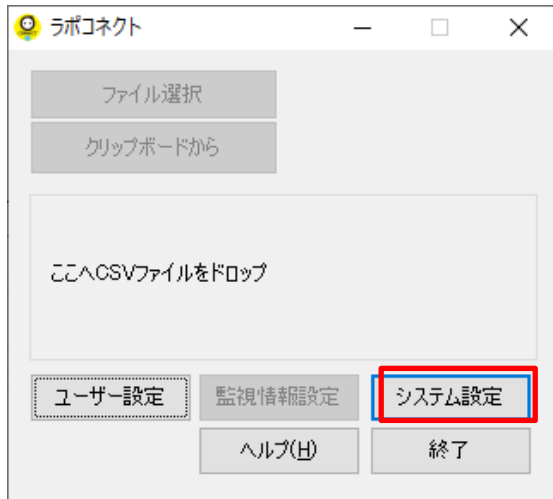 ラポコネクト
ファイル選択
クリップボードから
ここへCSVファイルをドロップ
ユーザー設定
監視情報設定
システム設定
ヘルプ(H)
終了